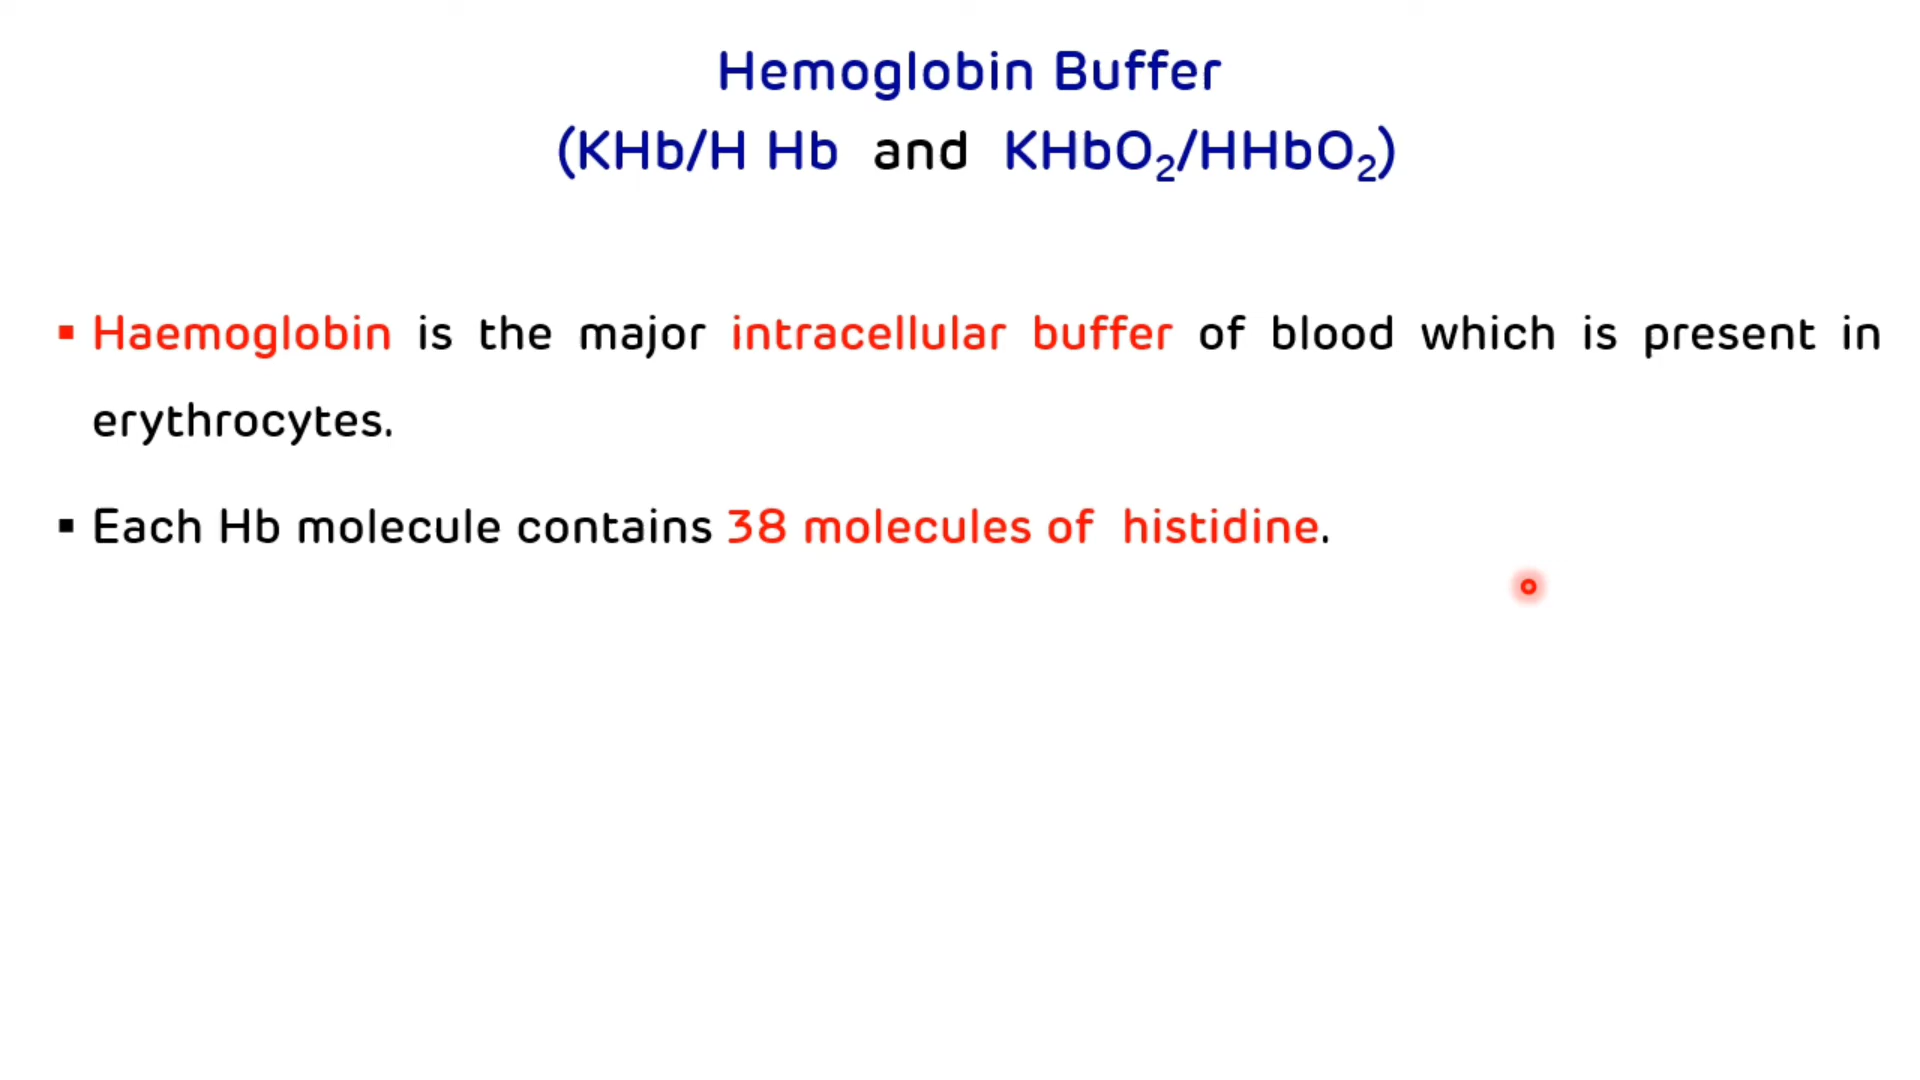 Hemoglobin Buffer
(KHb/H Hb and KHbO₂/HHbO₂)
▪ Haemoglobin is the major intracellular buffer of blood which is present in
erythrocytes.
▪ Each Hb molecule contains 38 molecules of histidine.